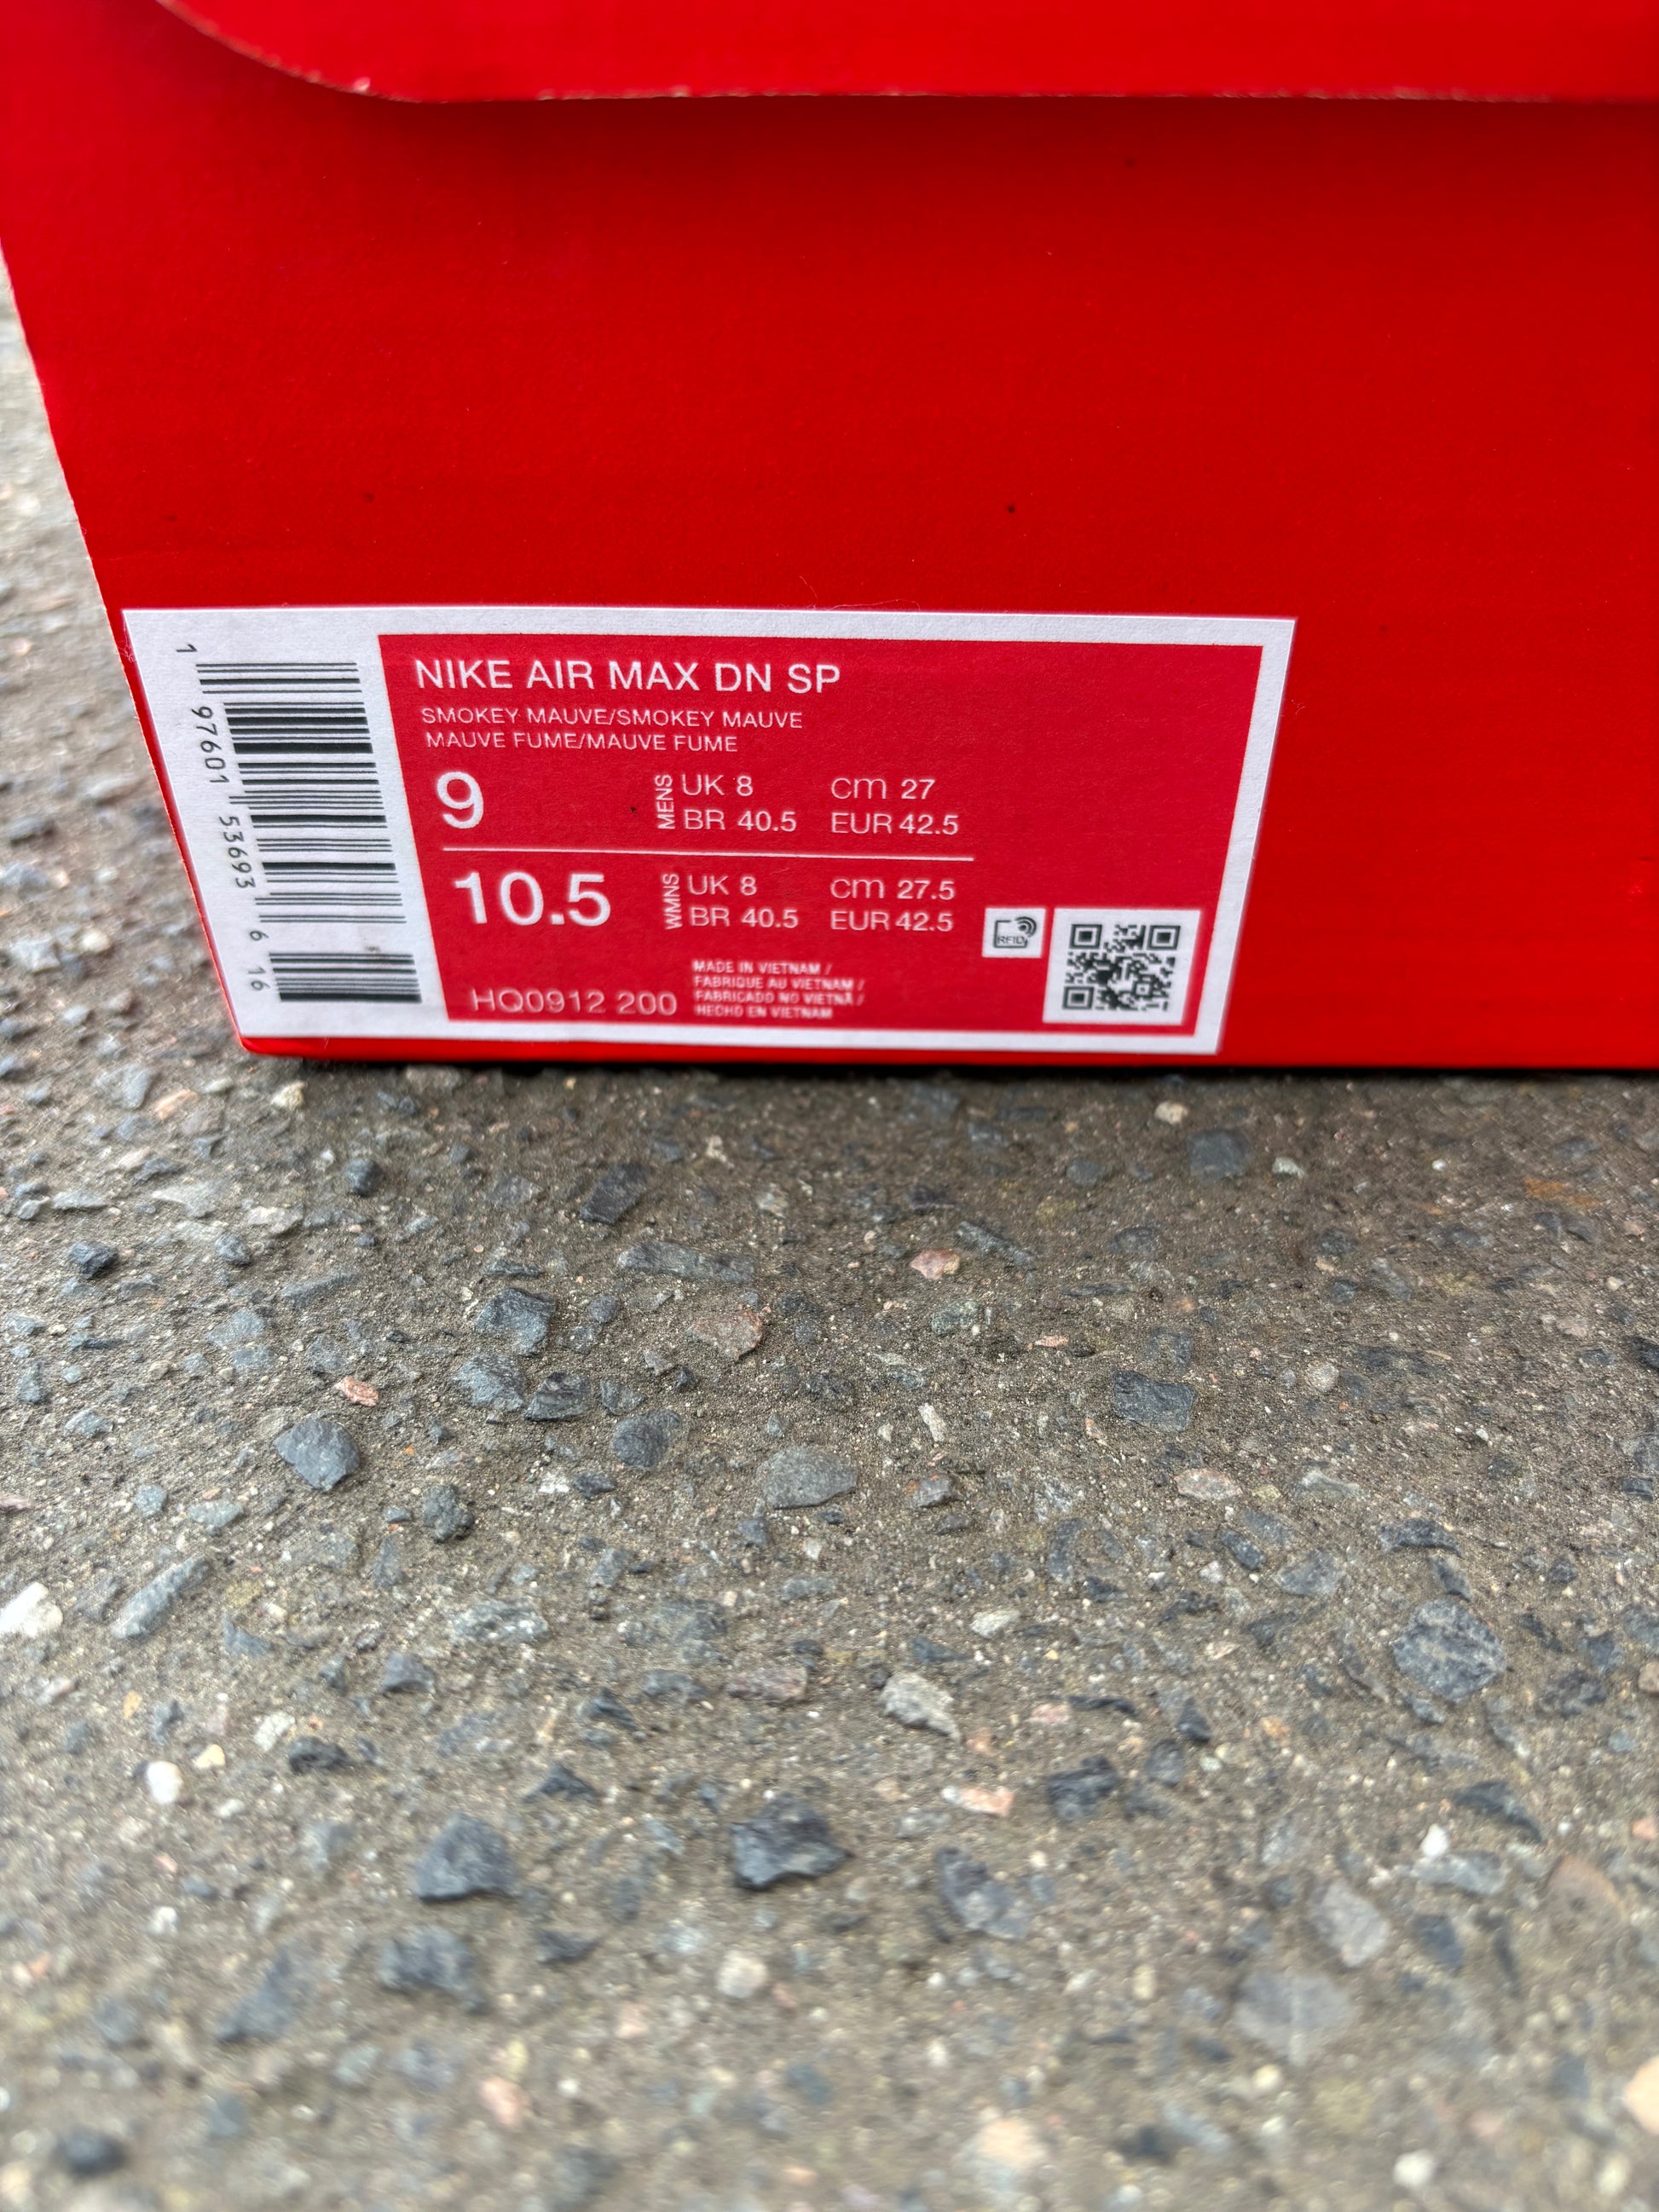 NIKE AIR MAX DN SP
SMOKEY MAUVE/SMOKEY MAUVE
MAUVE FUME/MAUVE FUME
9 MENS UK 8 cm 27
BR 40.5 EUR 42.5
10.5 WMNS UK 8 cm 27.5
BR 40.5 EUR 42.5
HQ0912 200
MADE IN VIETNAM /
FABRIQUE AU VIETNAM /
FABRICADO NO VIETNÃ /
HECHO EN VIETNAM
RFID
1 97601 53693 6 16